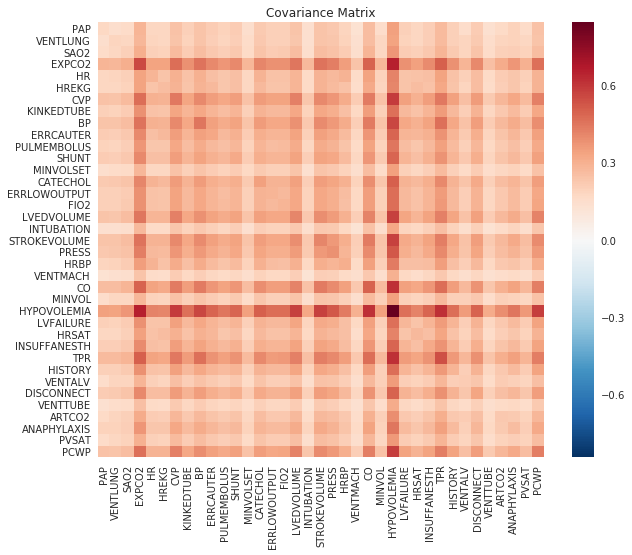 Covariance Matrix
PAP
VENTLUNG
SAO2
EXPCO2
HR
HREKG
CVP
KINKEDTUBE
BP
ERRCAUTER
PULMEMBOLUS
SHUNT
MINVOLSET
CATECHOL
ERRLOWOUTPUT
FIO2
LVEDVOLUME
INTUBATION
STROKEVOLUME
PRESS
HRBP
VENTMACH
CO
MINVOL
HYPOVOLEMIA
LVFAILURE
HRSAT
INSUFFANESTH
TPR
HISTORY
VENTALV
DISCONNECT
VENTTUBE
ARTCO2
ANAPHYLAXIS
PVSAT
PCWP
PAP
VENTLUNG
SAO2
EXPCO2
HR
HREKG
CVP
KINKEDTUBE
BP
ERRCAUTER
PULMEMBOLUS
SHUNT
MINVOLSET
CATECHOL
ERRLOWOUTPUT
FIO2
LVEDVOLUME
INTUBATION
STROKEVOLUME
PRESS
HRBP
VENTMACH
CO
MINVOL
HYPOVOLEMIA
LVFAILURE
HRSAT
INSUFFANESTH
TPR
HISTORY
VENTALV
DISCONNECT
VENTTUBE
ARTCO2
ANAPHYLAXIS
PVSAT
PCWP
0.6
0.3
0.0
−0.3
−0.6